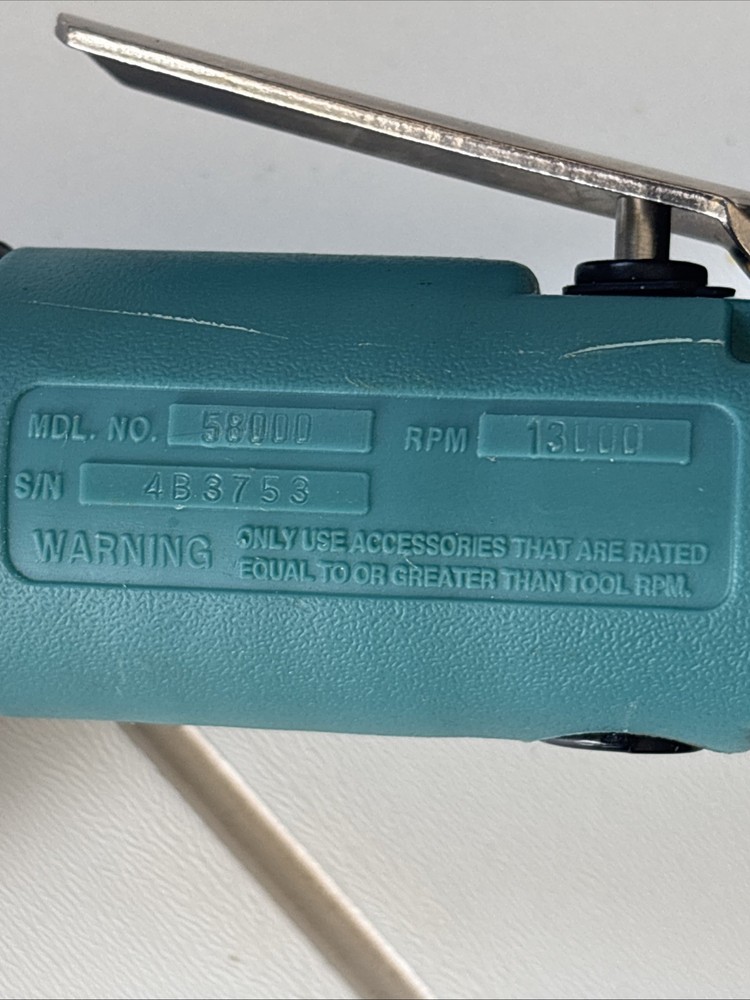 MDL. NO. 58000 RPM 13000
S/N 4B3753
WARNING ONLY USE ACCESSORIES THAT ARE RATED
EQUAL TO OR GREATER THAN TOOL RPM.